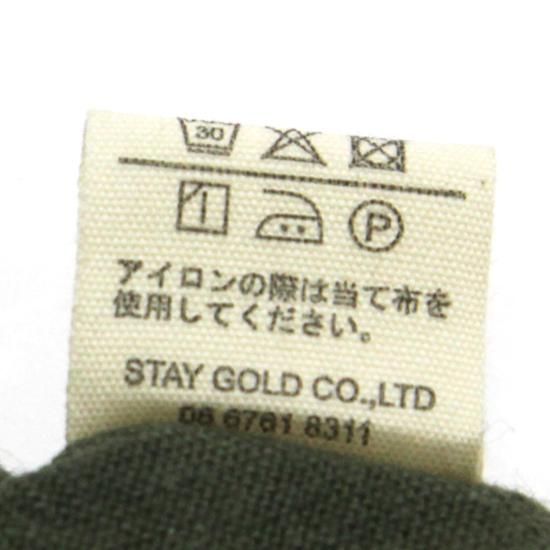 30
P
アイロンの際は当て布を
使用してください。
STAY GOLD CO.,LTD
06 6761 8311